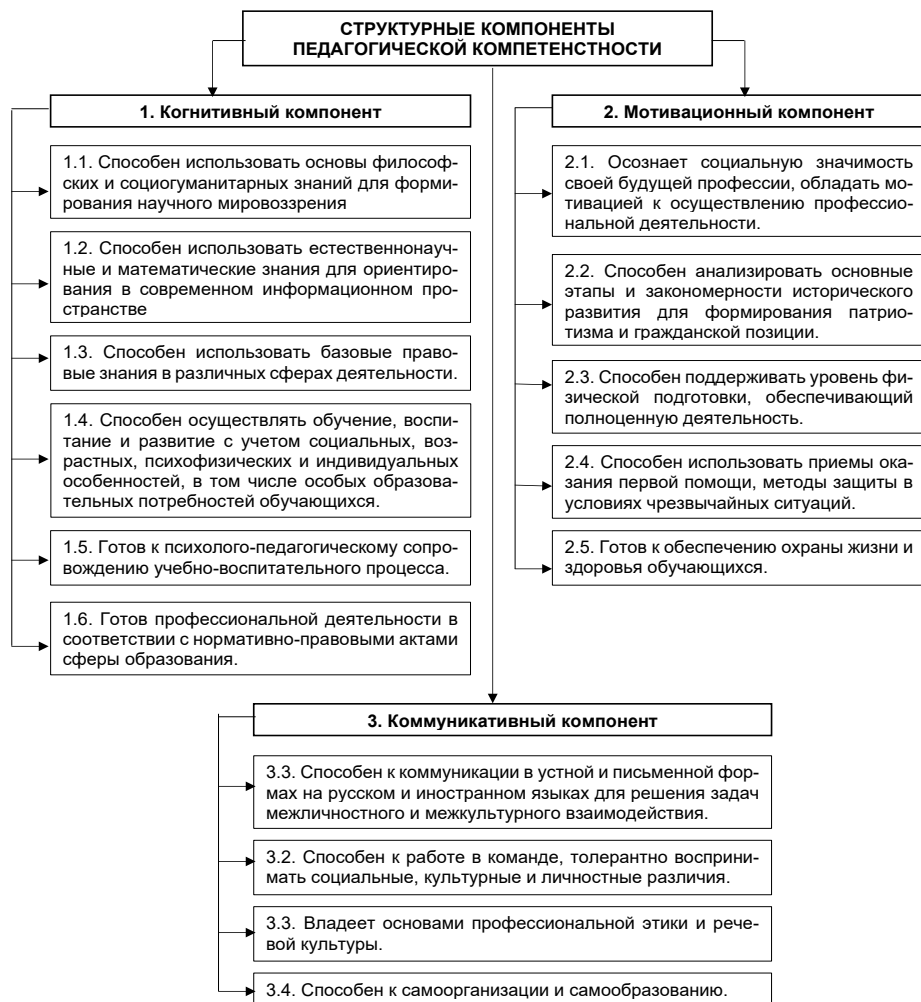 СТРУКТУРНЫЕ КОМПОНЕНТЫ
ПЕДАГОГИЧЕСКОЙ КОМПЕТЕНСТНОСТИ
1. Когнитивный компонент
1.1. Способен использовать основы философ-
ских и социогуманитарных знаний для форми-
рования научного мировоззрения
1.2. Способен использовать естественнонауч-
ные и математические знания для ориентиро-
вания в современном информационном про-
странстве
1.3. Способен использовать базовые право-
вые знания в различных сферах деятельности.
1.4. Способен осуществлять обучение, воспи-
тание и развитие с учетом социальных, воз-
растных, психофизических и индивидуальных
особенностей, в том числе особых образова-
тельных потребностей обучающихся.
1.5. Готов к психолого-педагогическому сопро-
вождению учебно-воспитательного процесса.
1.6. Готов профессиональной деятельности в
соответствии с нормативно-правовыми актами
сферы образования.
2. Мотивационный компонент
2.1. Осознает социальную значимость
своей будущей профессии, обладать мо-
тивацией к осуществлению профессио-
нальной деятельности.
2.2. Способен анализировать основные
этапы и закономерности исторического
развития для формирования патрио-
тизма и гражданской позиции.
2.3. Способен поддерживать уровень фи-
зической подготовки, обеспечивающий
полноценную деятельность.
2.4. Способен использовать приемы ока-
зания первой помощи, методы защиты в
условиях чрезвычайных ситуаций.
2.5. Готов к обеспечению охраны жизни и
здоровья обучающихся.
3. Коммуникативный компонент
3.3. Способен к коммуникации в устной и письменной фор-
мах на русском и иностранном языках для решения задач
межличностного и межкультурного взаимодействия.
3.2. Способен к работе в команде, толерантно восприни-
мать социальные, культурные и личностные различия.
3.3. Владеет основами профессиональной этики и рече-
вой культуры.
3.4. Способен к самоорганизации и самообразованию.